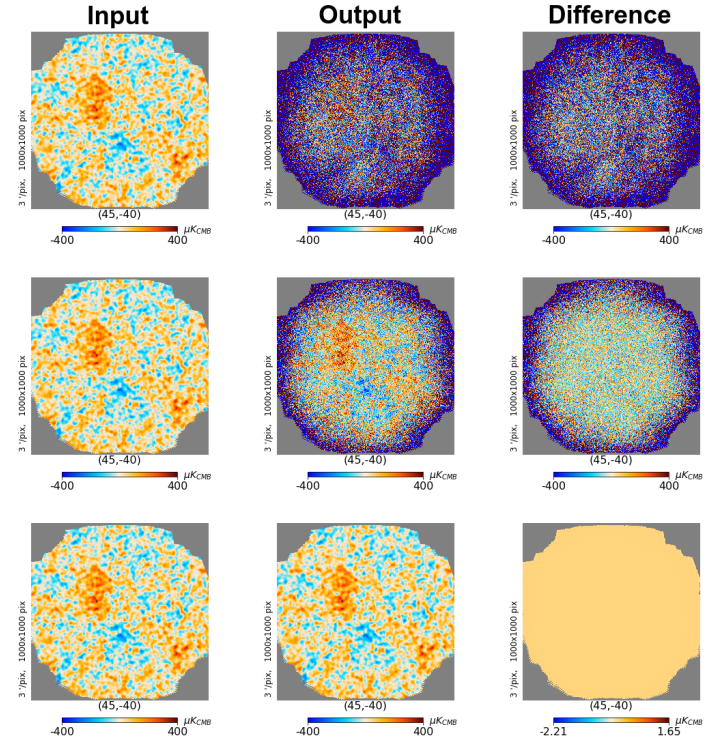 Input Output Difference
3 '/pix, 1000x1000 pix 3 '/pix, 1000x1000 pix 3 '/pix, 1000x1000 pix
(45,-40) (45,-40) (45,-40)
-400 400 μK_CMB -400 400 μK_CMB -400 400 μK_CMB
3 '/pix, 1000x1000 pix 3 '/pix, 1000x1000 pix 3 '/pix, 1000x1000 pix
(45,-40) (45,-40) (45,-40)
-400 400 μK_CMB -400 400 μK_CMB -400 400 μK_CMB
3 '/pix, 1000x1000 pix 3 '/pix, 1000x1000 pix 3 '/pix, 1000x1000 pix
(45,-40) (45,-40) (45,-40)
-400 400 μK_CMB -400 400 μK_CMB -2.21 1.65 μK_CMB